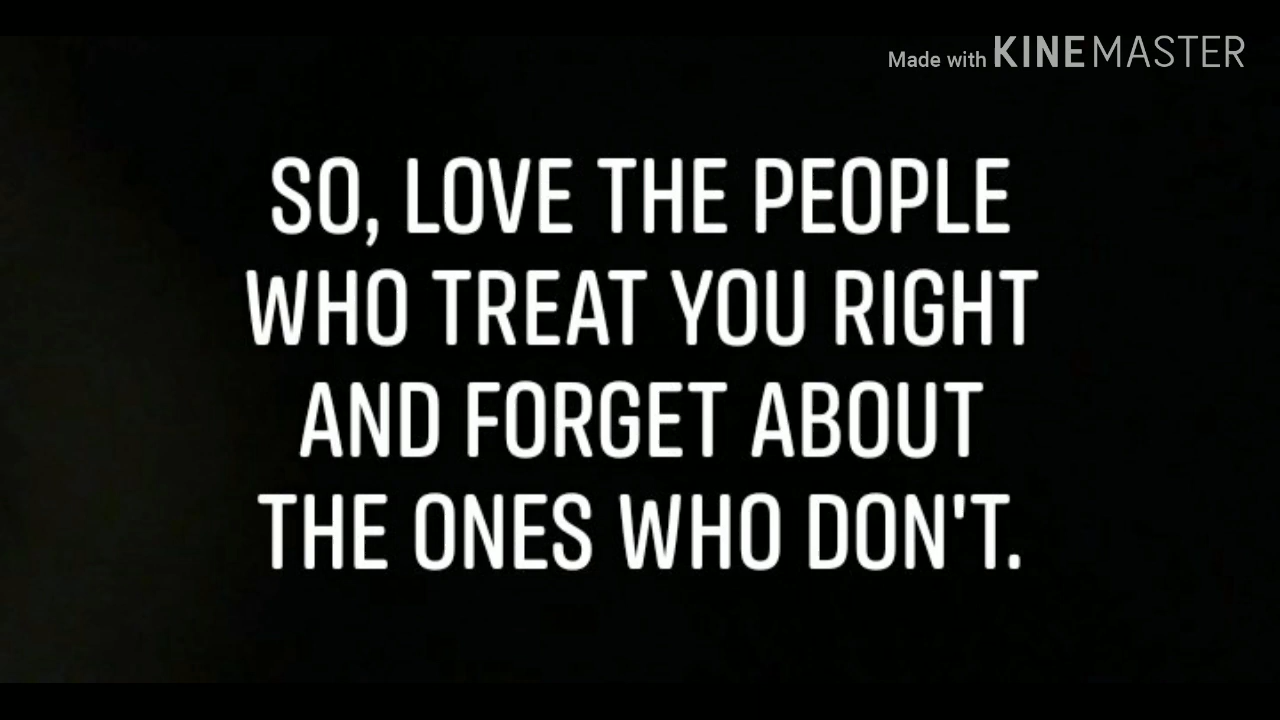 Made with KINEMASTER
SO, LOVE THE PEOPLE
WHO TREAT YOU RIGHT
AND FORGET ABOUT
THE ONES WHO DON'T.